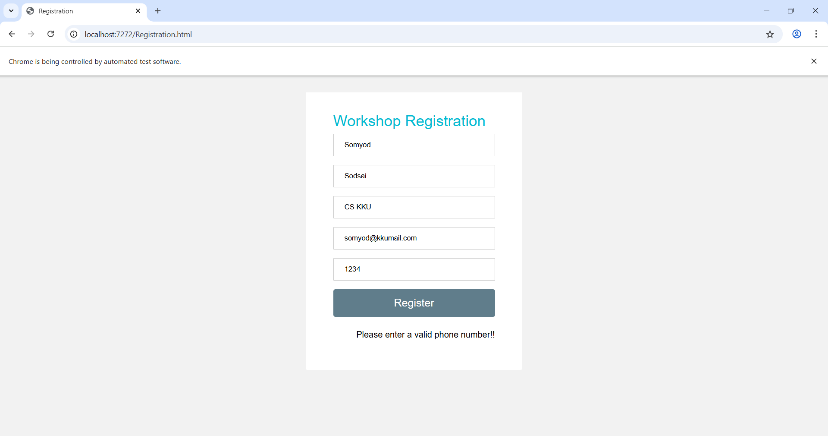 Registration
localhost:7272/Registration.html
Chrome is being controlled by automated test software.
Workshop Registration
Somyod
Sodsai
CS KKU
somyod@kkumail.com
1234
Register
Please enter a valid phone number!!